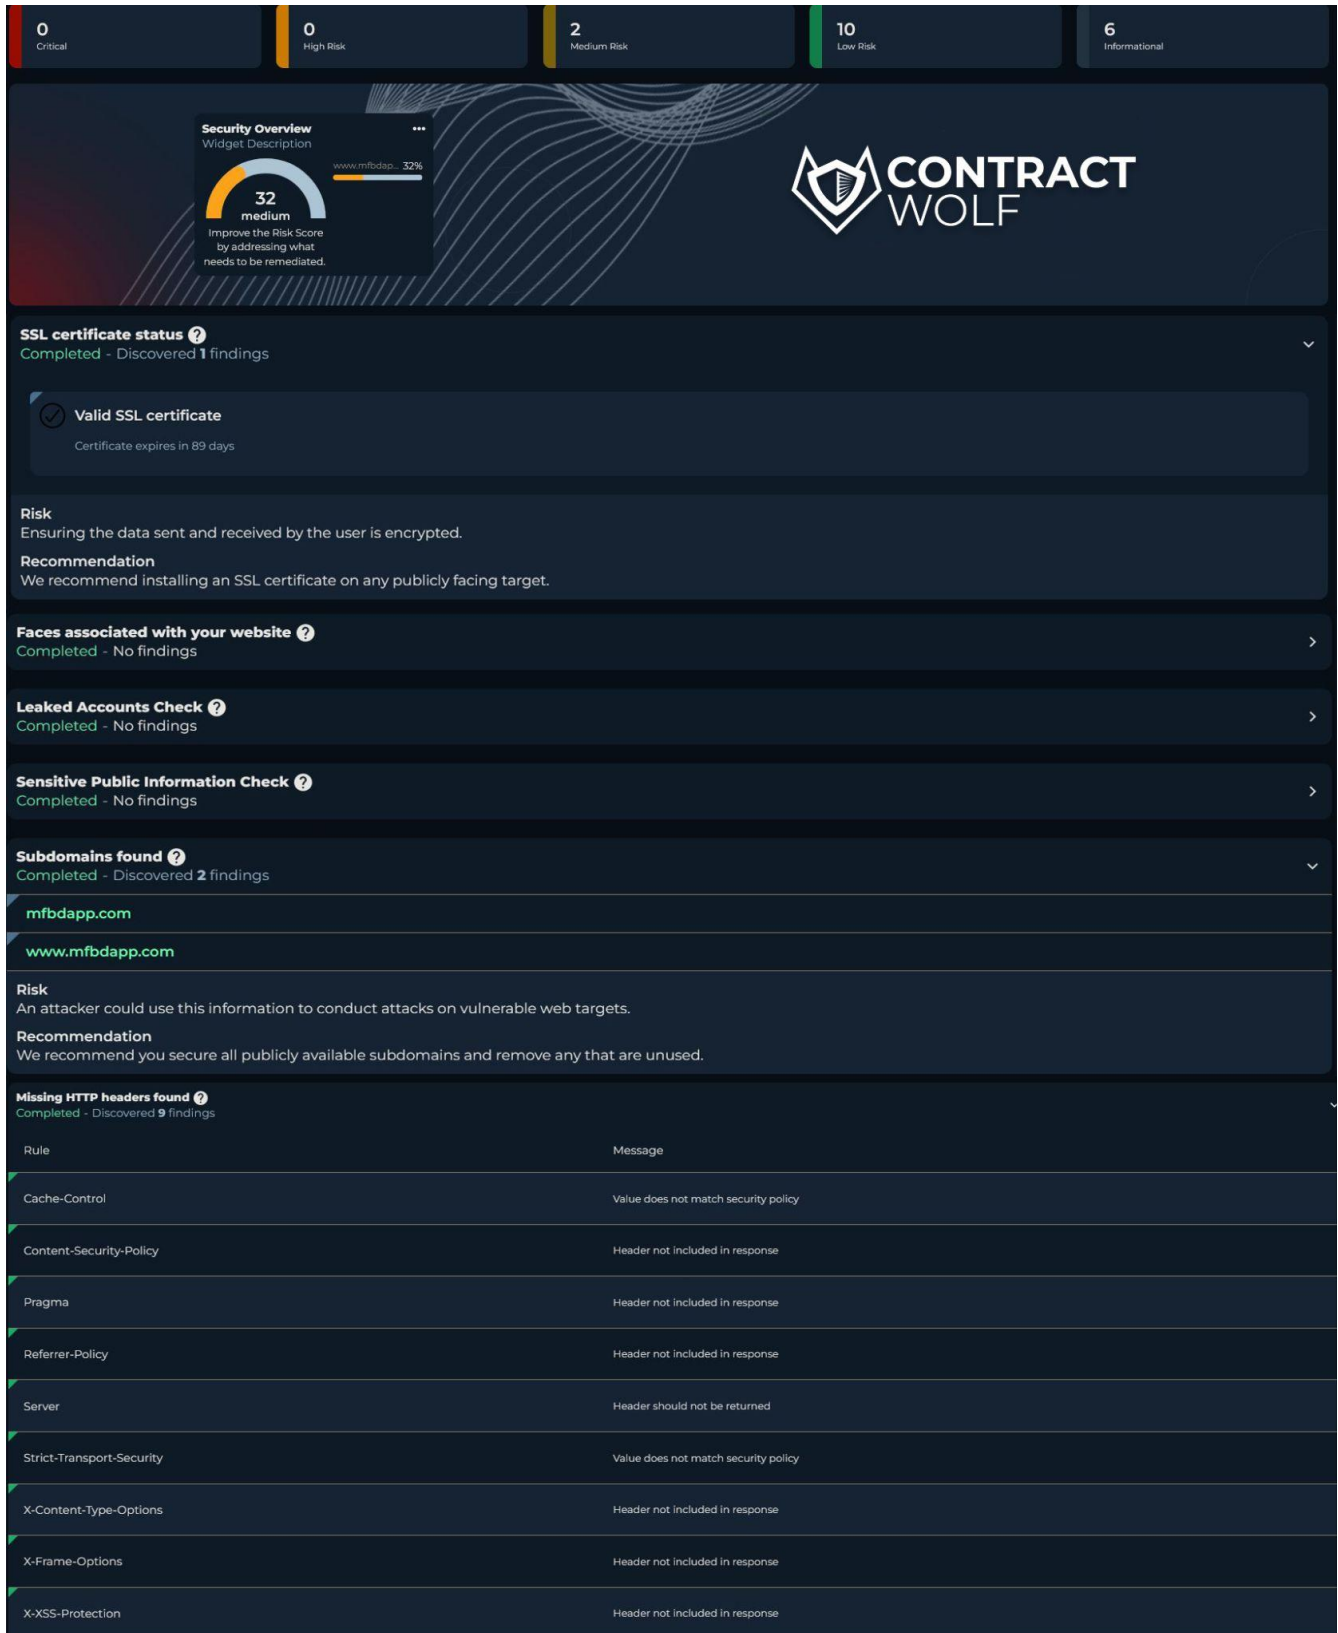 0
Critical
0
High Risk
2
Medium Risk
10
Low Risk
6
Informational
Security Overview
Widget Description
www.mfbdap... 32%
32
medium
Improve the Risk Score
by addressing what
needs to be remediated.
CONTRACT
WOLF
SSL certificate status ?
Completed - Discovered 1 findings
Valid SSL certificate
Certificate expires in 89 days
Risk
Ensuring the data sent and received by the user is encrypted.
Recommendation
We recommend installing an SSL certificate on any publicly facing target.
Faces associated with your website ?
Completed - No findings
Leaked Accounts Check ?
Completed - No findings
Sensitive Public Information Check ?
Completed - No findings
Subdomains found ?
Completed - Discovered 2 findings
mfbdapp.com
www.mfbdapp.com
Risk
An attacker could use this information to conduct attacks on vulnerable web targets.
Recommendation
We recommend you secure all publicly available subdomains and remove any that are unused.
Missing HTTP headers found ?
Completed - Discovered 9 findings
Rule Message
Cache-Control Value does not match security policy
Content-Security-Policy Header not included in response
Pragma Header not included in response
Referrer-Policy Header not included in response
Server Header should not be returned
Strict-Transport-Security Value does not match security policy
X-Content-Type-Options Header not included in response
X-Frame-Options Header not included in response
X-XSS-Protection Header not included in response